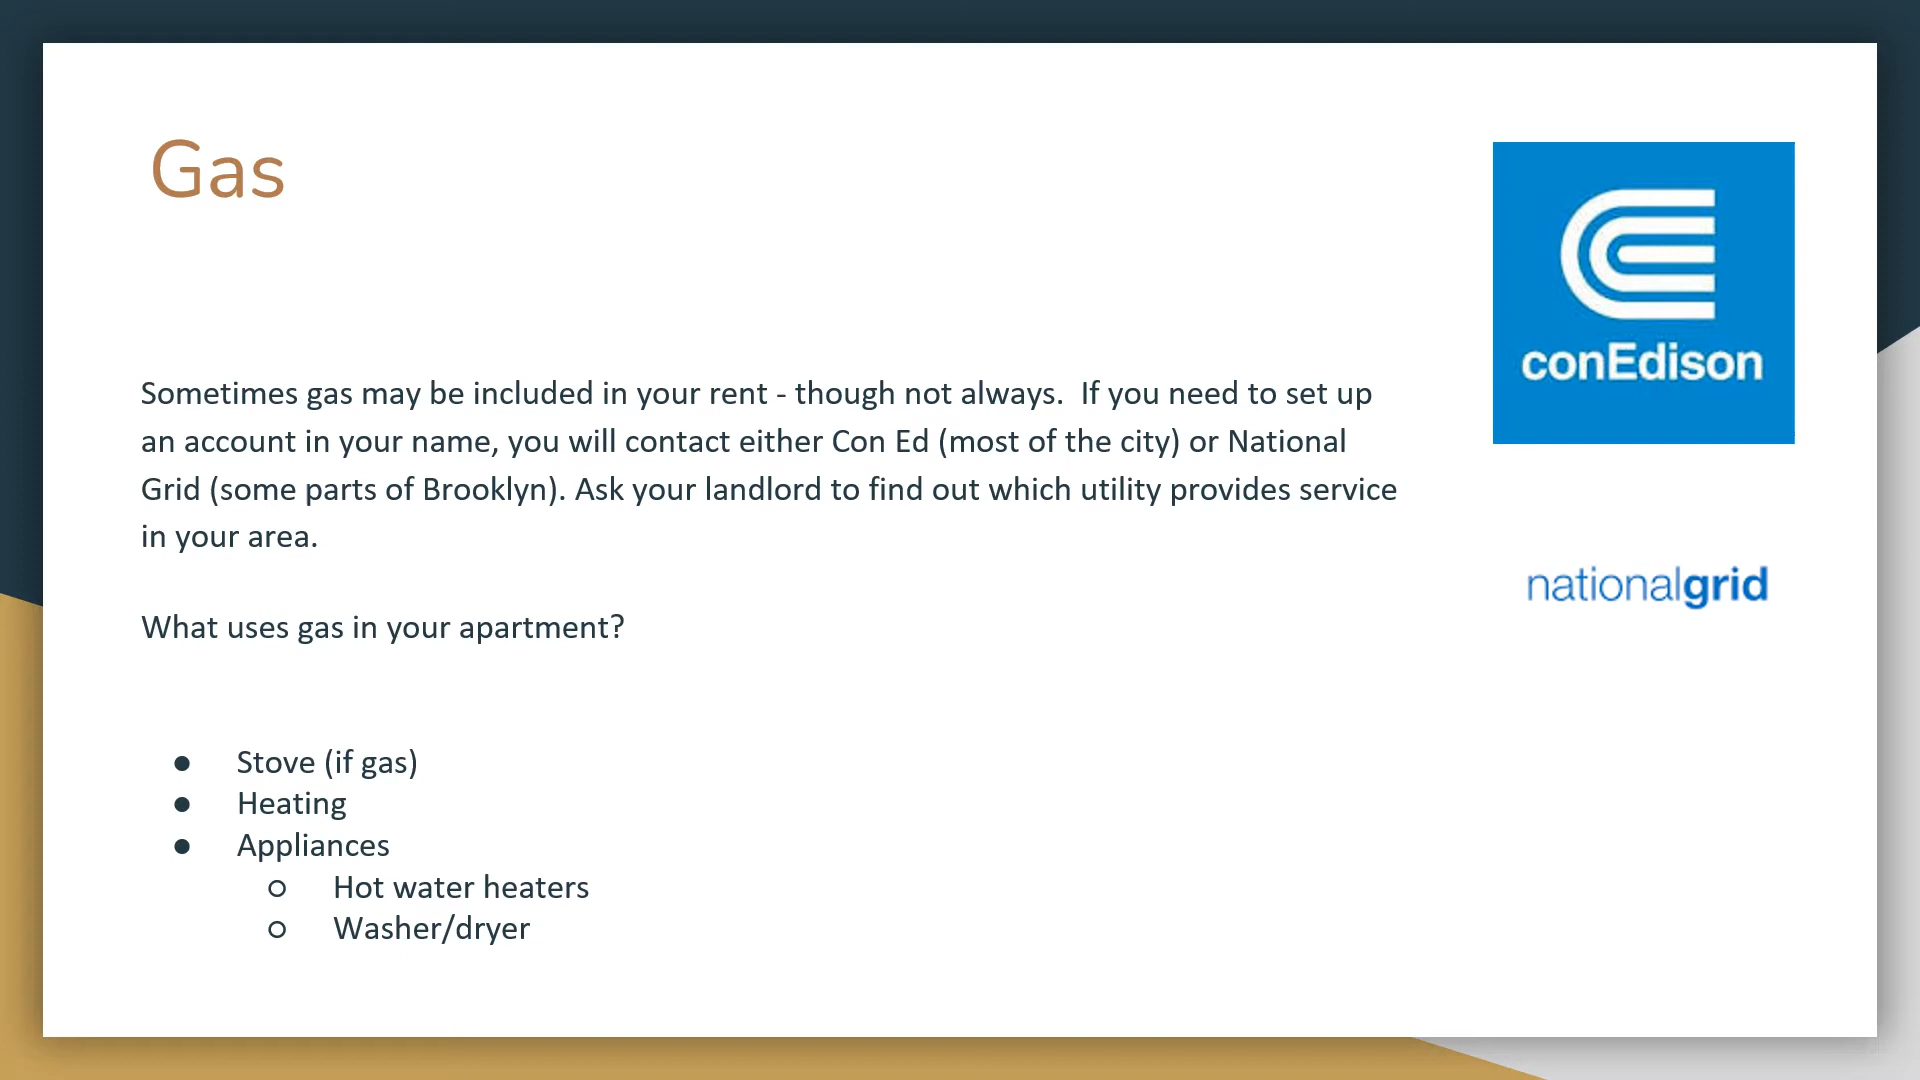 Gas
conEdison
Sometimes gas may be included in your rent - though not always.  If you need to set up
an account in your name, you will contact either Con Ed (most of the city) or National
Grid (some parts of Brooklyn). Ask your landlord to find out which utility provides service
in your area.
nationalgrid
What uses gas in your apartment?
● Stove (if gas)
● Heating
● Appliances
○ Hot water heaters
○ Washer/dryer